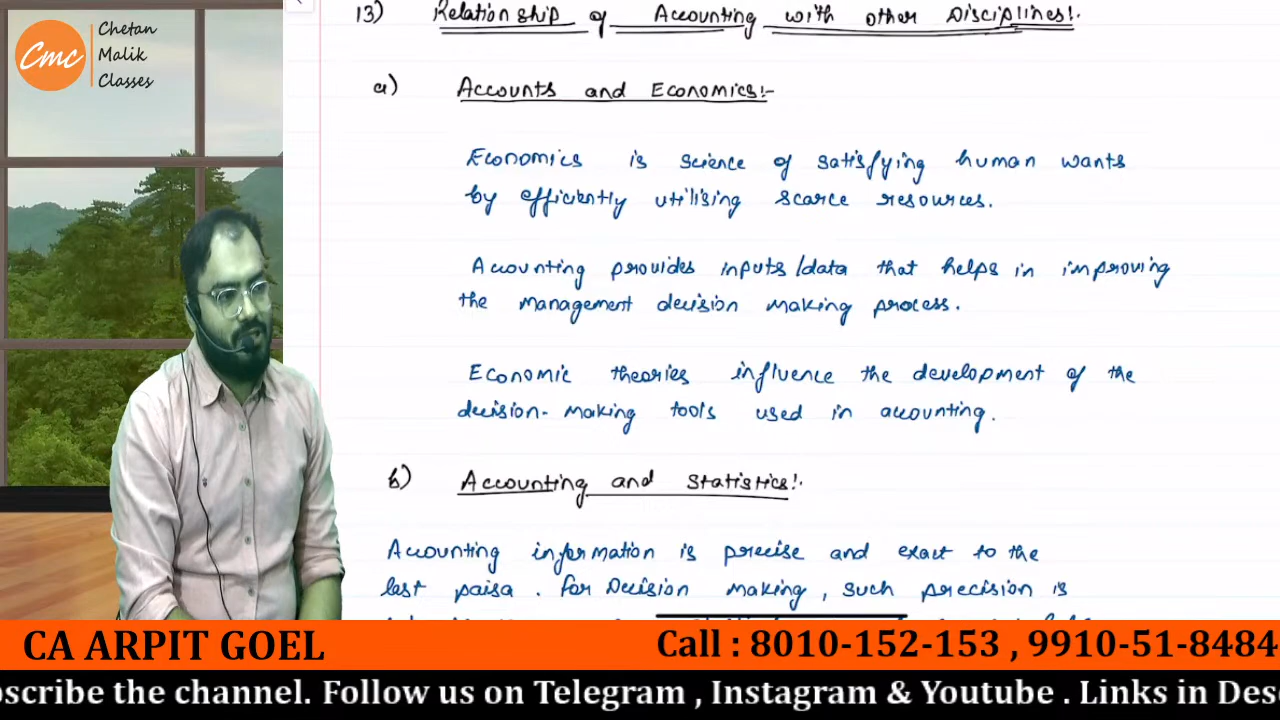 cmc
Chetan
Malik
Classes
13) Relationship of Accounting with other Disciplines!.
a) Accounts and Economics:-
Economics is science of satisfying human wants
by efficiently utilising scarce resources.
Accounting provides inputs/data that helps in improving
the management decision making process.
Economic theories influence the development of the
decision-making tools used in accounting.
b) Accounting and Statistics!.
Accounting information is precise and exact to the
last paisa. For Decision making, such precision is
CA ARPIT GOEL
Call : 8010-152-153 , 9910-51-8484
scribe the channel. Follow us on Telegram , Instagram & Youtube . Links in Des